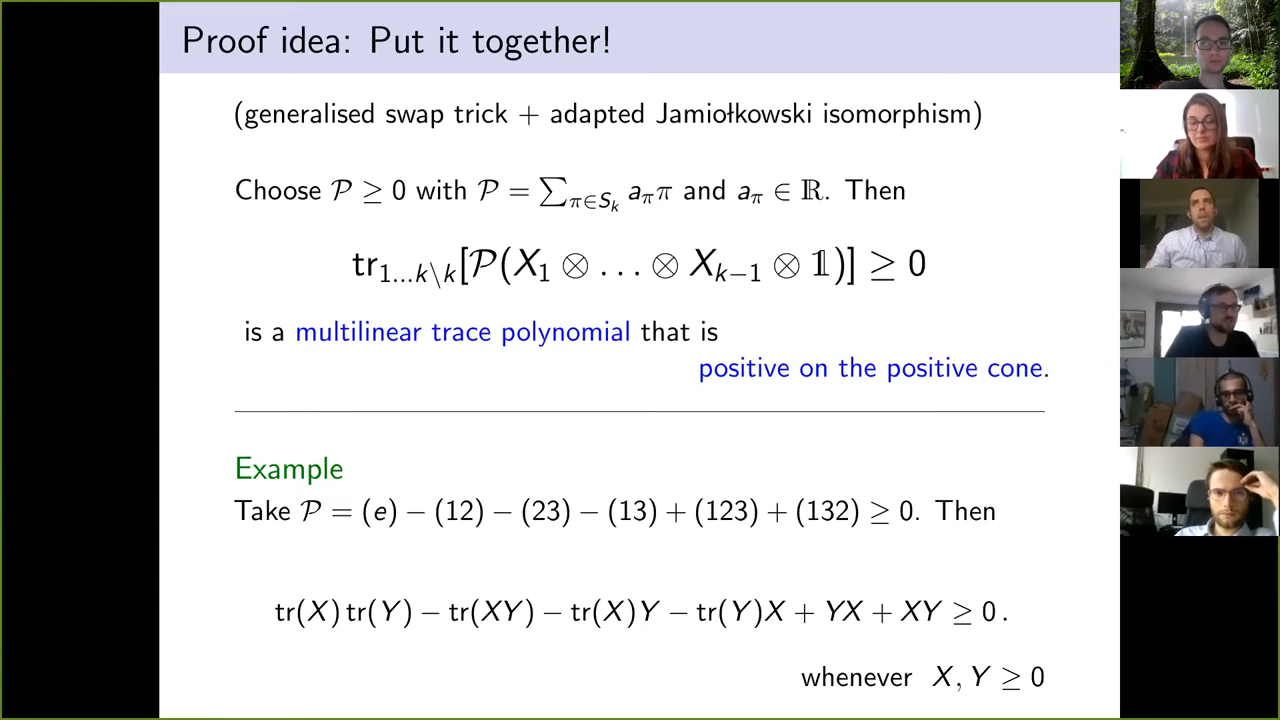 Proof idea: Put it together!
(generalised swap trick + adapted Jamiołkowski isomorphism)
Choose 𝒫 ≥ 0 with 𝒫 = ∑_{π∈S_k} a_π π and a_π ∈ ℝ. Then
tr_{1...k\k}[𝒫(X_1 ⊗ ... ⊗ X_{k−1} ⊗ 𝟙)] ≥ 0
is a multilinear trace polynomial that is
positive on the positive cone.
Example
Take 𝒫 = (e) − (12) − (23) − (13) + (123) + (132) ≥ 0. Then
tr(X) tr(Y) − tr(XY) − tr(X)Y − tr(Y)X + YX + XY ≥ 0.
whenever X, Y ≥ 0